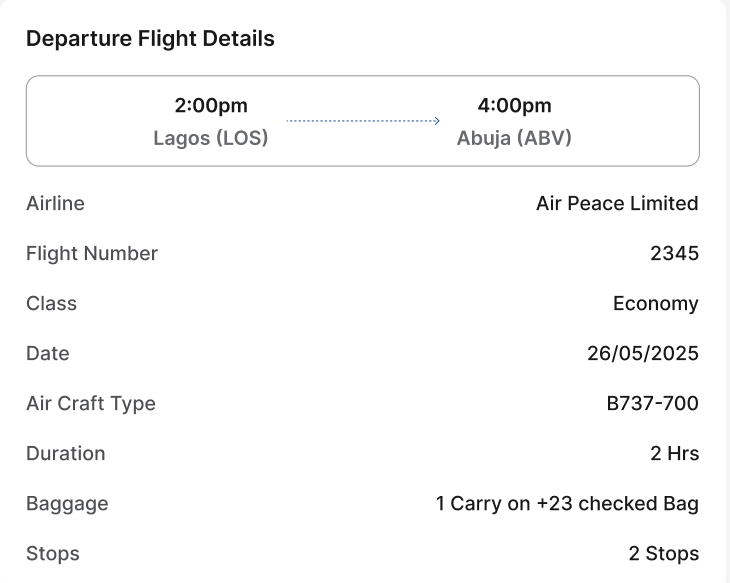 Departure Flight Details
2:00pm 4:00pm
Lagos (LOS) Abuja (ABV)
Airline Air Peace Limited
Flight Number 2345
Class Economy
Date 26/05/2025
Air Craft Type B737-700
Duration 2 Hrs
Baggage 1 Carry on +23 checked Bag
Stops 2 Stops